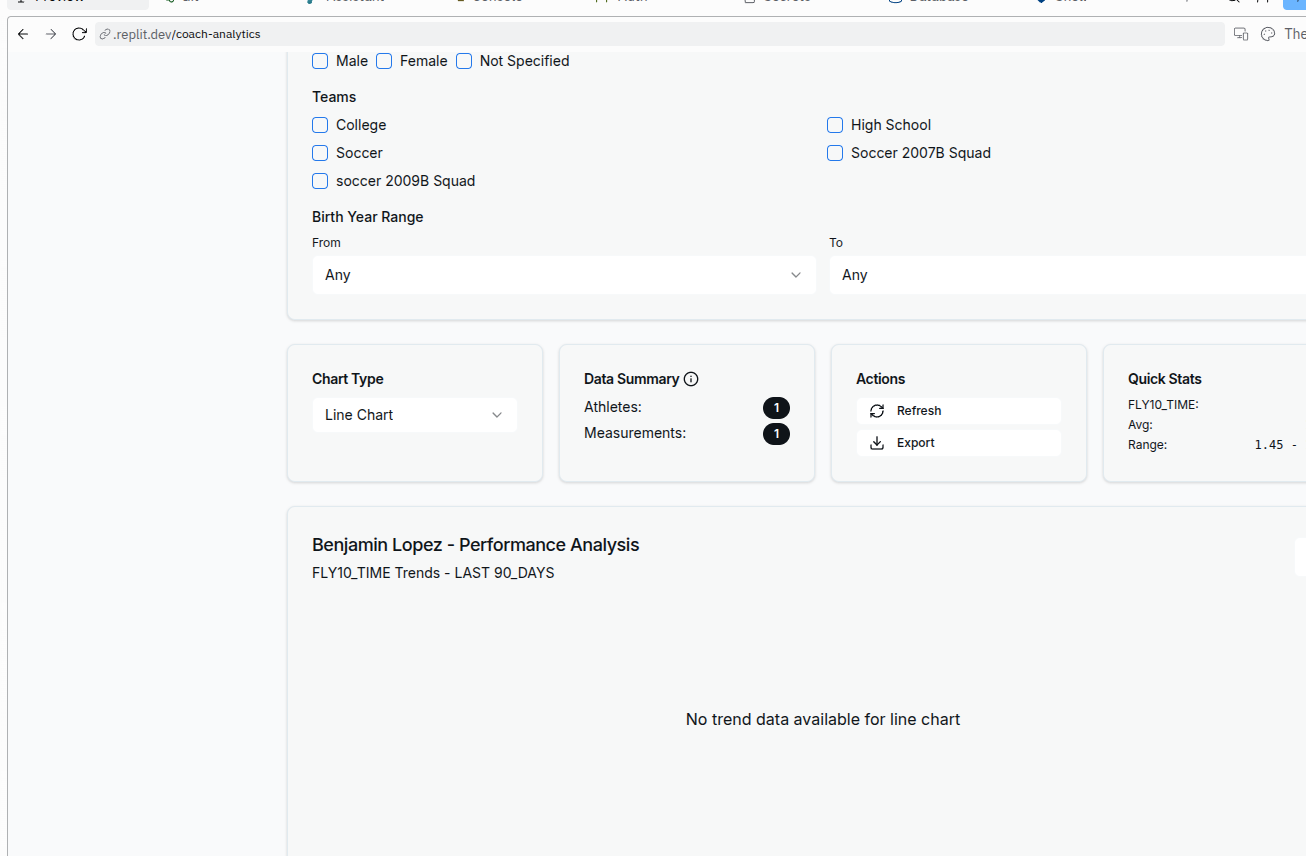 .replit.dev/coach-analytics
The
Male Female Not Specified
Teams
College High School
Soccer Soccer 2007B Squad
soccer 2009B Squad
Birth Year Range
From To
Any Any
Chart Type
Line Chart
Data Summary
Athletes: 1
Measurements: 1
Actions
Refresh
Export
Quick Stats
FLY10_TIME:
Avg:
Range: 1.45 -
Benjamin Lopez - Performance Analysis
FLY10_TIME Trends - LAST 90_DAYS
No trend data available for line chart